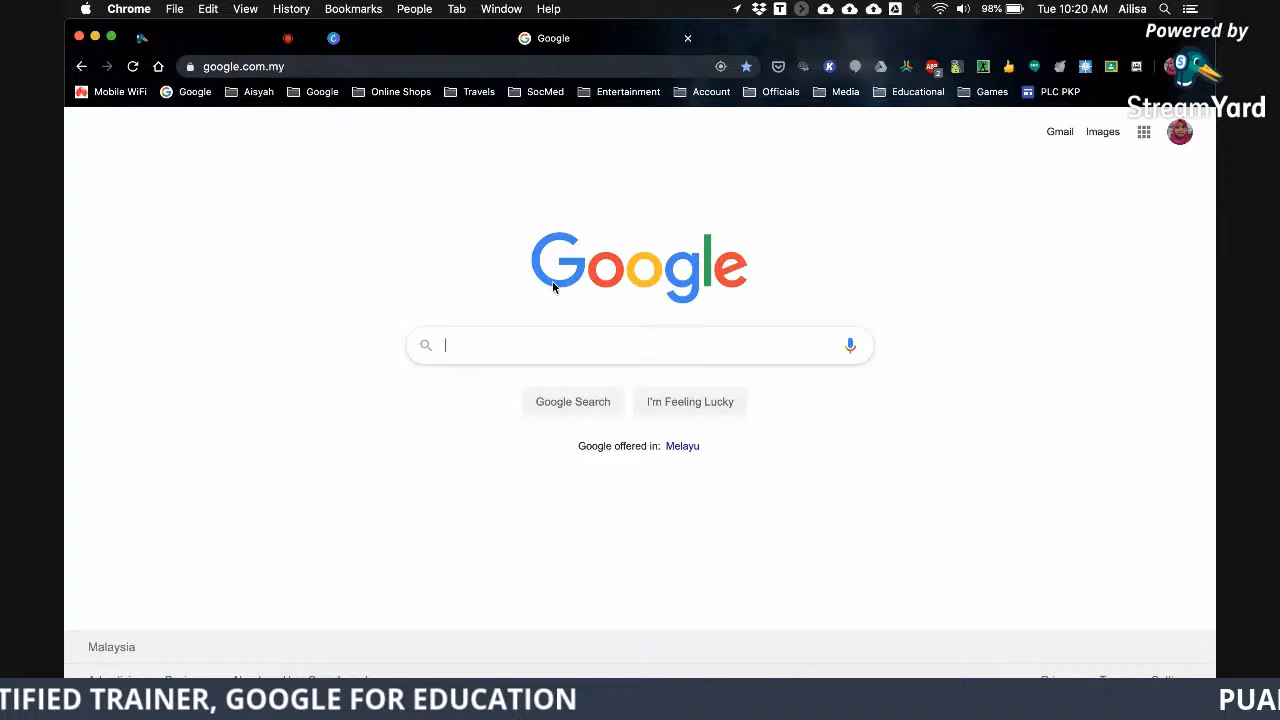 Chrome File Edit View History Bookmarks People Tab Window Help 98% Tue 10:20 AM Ailisa
Powered by
StreamYard
Google
google.com.my
Mobile WiFi Google Aisyah Google Online Shops Travels SocMed Entertainment Account Officials Media Educational Games PLC PKP
Gmail Images
Google
Google Search I'm Feeling Lucky
Google offered in: Melayu
Malaysia
TIFIED TRAINER, GOOGLE FOR EDUCATION PUA